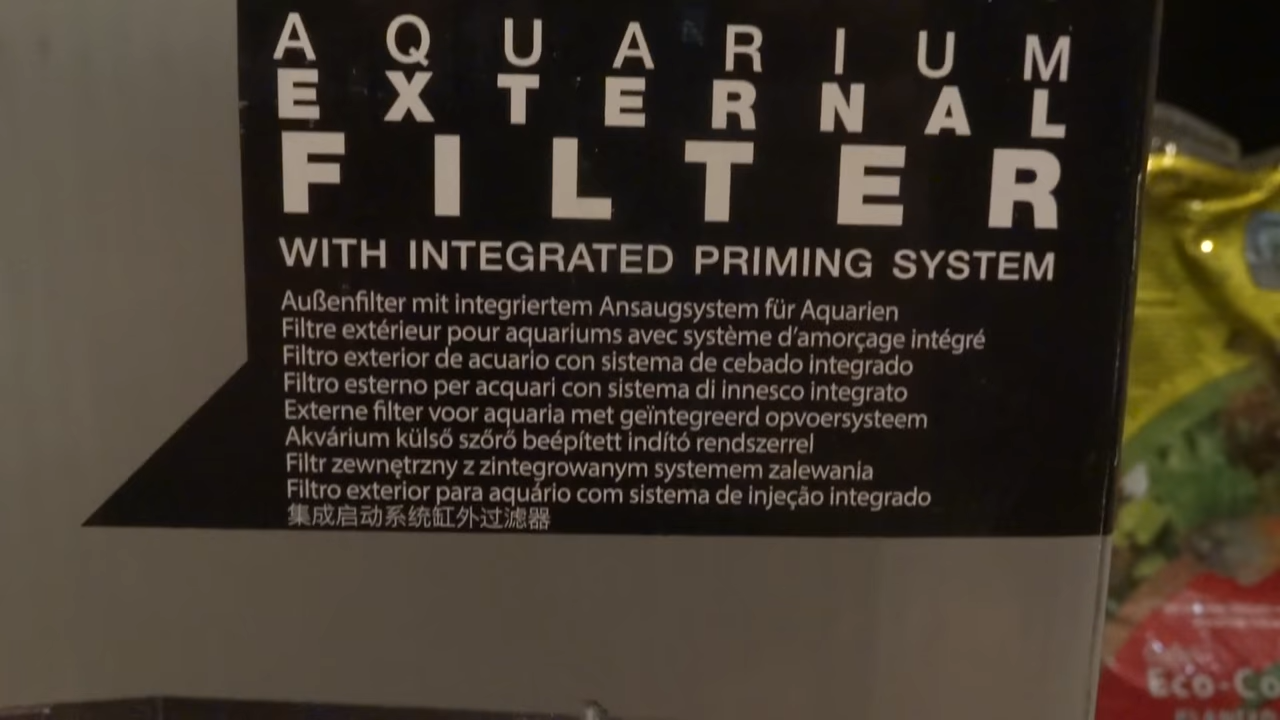 AQUARIUM
EXTERNAL
FILTER
WITH INTEGRATED PRIMING SYSTEM
Außenfilter mit integriertem Ansaugsystem für Aquarien
Filtre extérieur pour aquariums avec système d'amorçage intégré
Filtro exterior de acuario con sistema de cebado integrado
Filtro esterno per acquari con sistema di innesco integrato
Externe filter voor aquaria met geïntegreerd opvoersysteem
Akvárium külső szőrő beépített indító rendszerrel
Filtr zewnętrzny z zintegrowanym systemem zalewania
Filtro exterior para aquário com sistema de injeção integrado
集成启动系统缸外过滤器
Eco-Co